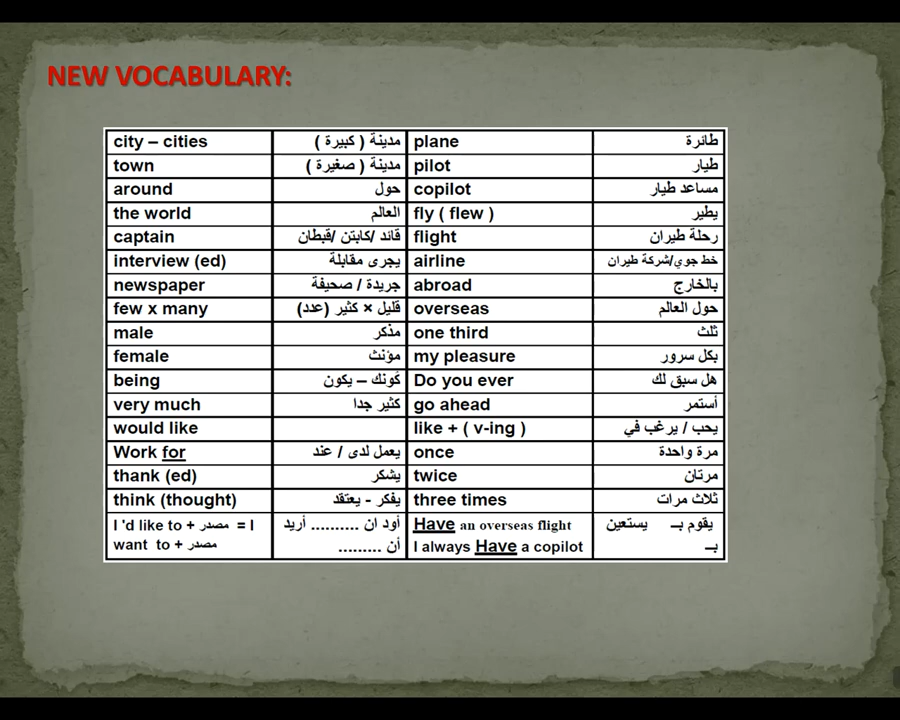 NEW VOCABULARY:
city – cities مدينة ( كبيرة ) plane طائرة
town مدينة ( صغيرة ) pilot طيار
around حول copilot مساعد طيار
the world العالم fly ( flew ) يطير
captain قائد /كابتن /قبطان flight رحلة طيران
interview (ed) يجرى مقابلة airline خط جوي/شركة طيران
newspaper جريدة / صحيفة abroad بالخارج
few x many قليل × كثير (عدد) overseas حول العالم
male مذكر one third ثلث
female مؤنث my pleasure بكل سرور
being كَونك – يكون Do you ever هل سبق لك
very much كثير جدا go ahead أستمر
would like like + ( v-ing ) يحب / يرغب في
Work for يعمل لدى / عند once مرة واحدة
thank (ed) يشكر twice مرتان
think (thought) يفكر - يعتقد three times ثلاث مرات
I 'd like to + مصدر = I أود ان .......... أريد Have an overseas flight يقوم بـ يستعين
want to + مصدر أن ......... I always Have a copilot بــ